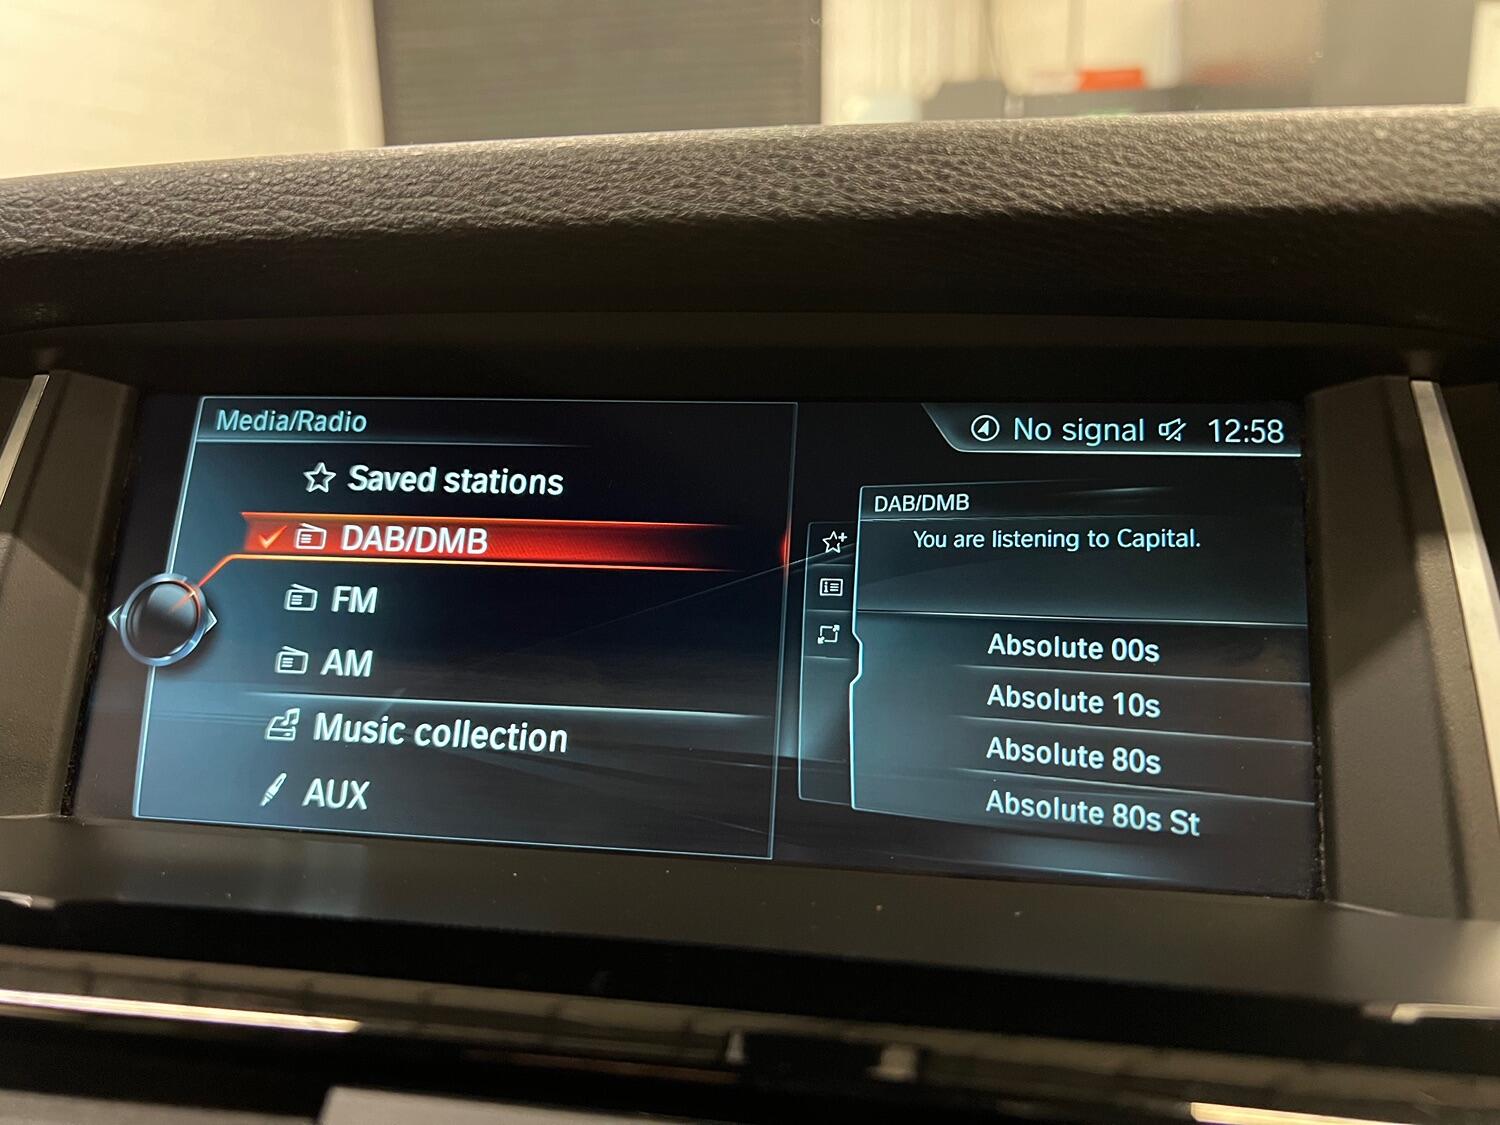 Media/Radio
Saved stations
DAB/DMB
FM
AM
Music collection
AUX
No signal 12:58
DAB/DMB
You are listening to Capital.
Absolute 00s
Absolute 10s
Absolute 80s
Absolute 80s St